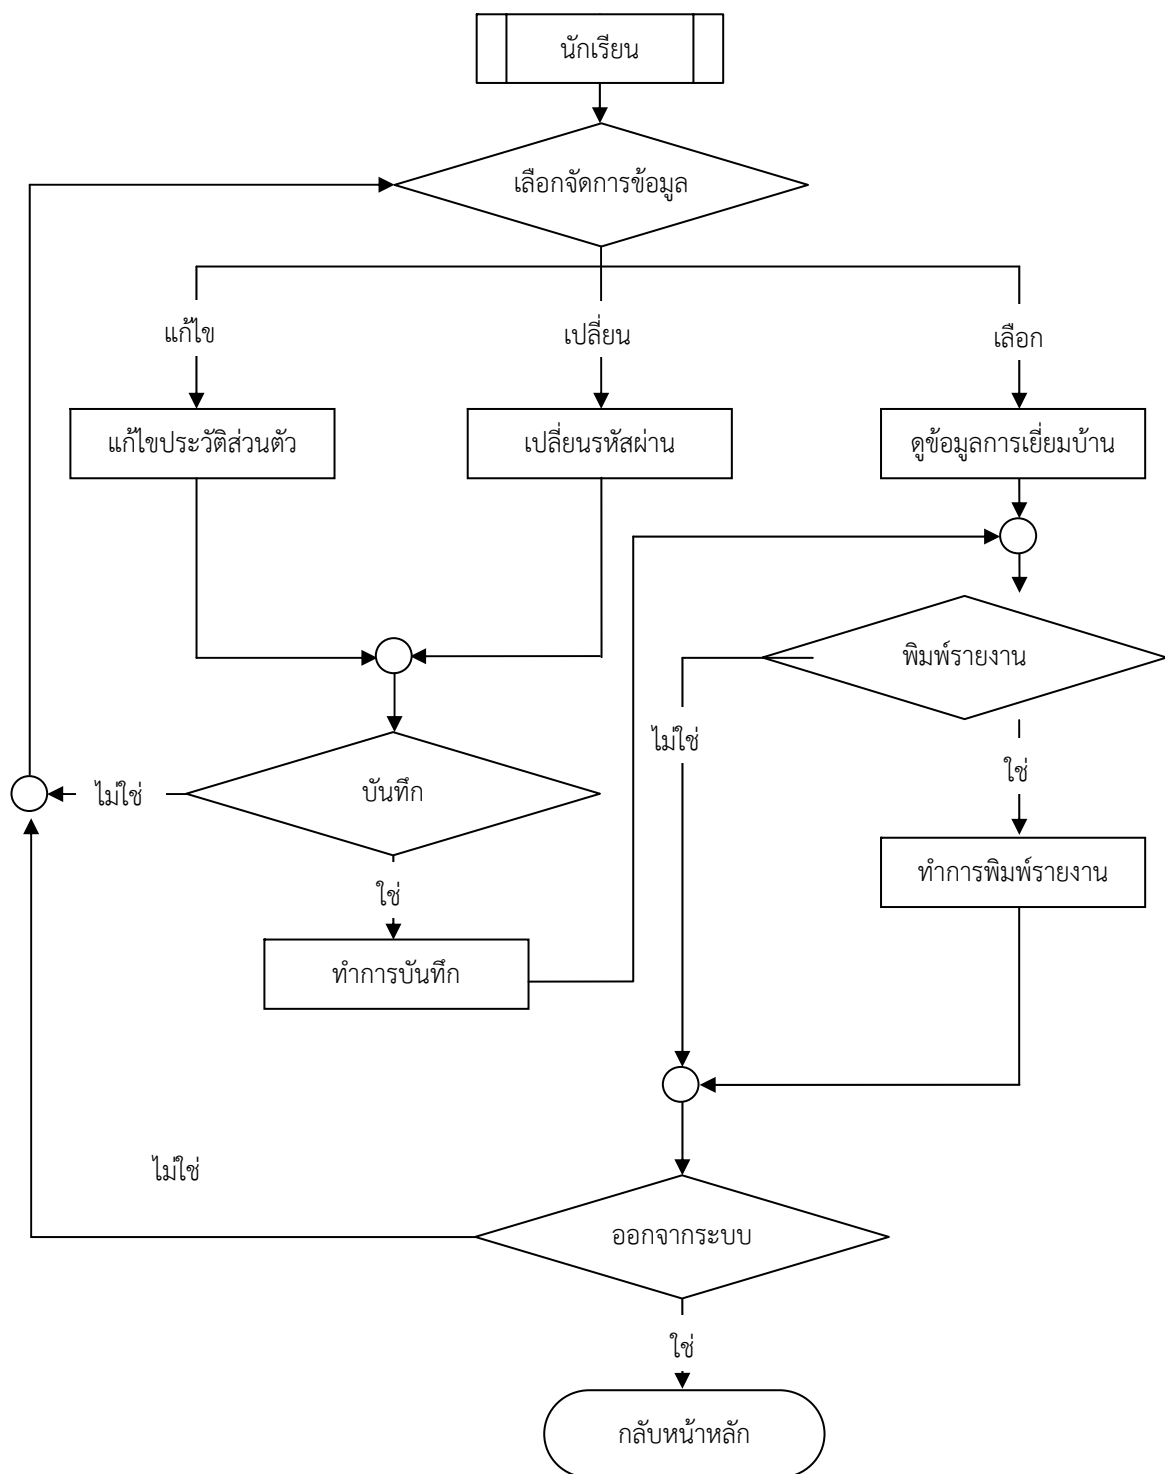 นักเรียน
เลือกจัดการข้อมูล
แก้ไข
เปลี่ยน
เลือก
แก้ไขประวัติส่วนตัว
เปลี่ยนรหัสผ่าน
ดูข้อมูลการเยี่ยมบ้าน
พิมพ์รายงาน
ไม่ใช่
ใช่
ไม่ใช่
บันทึก
ใช่
ทำการพิมพ์รายงาน
ทำการบันทึก
ไม่ใช่
ออกจากระบบ
ใช่
กลับหน้าหลัก